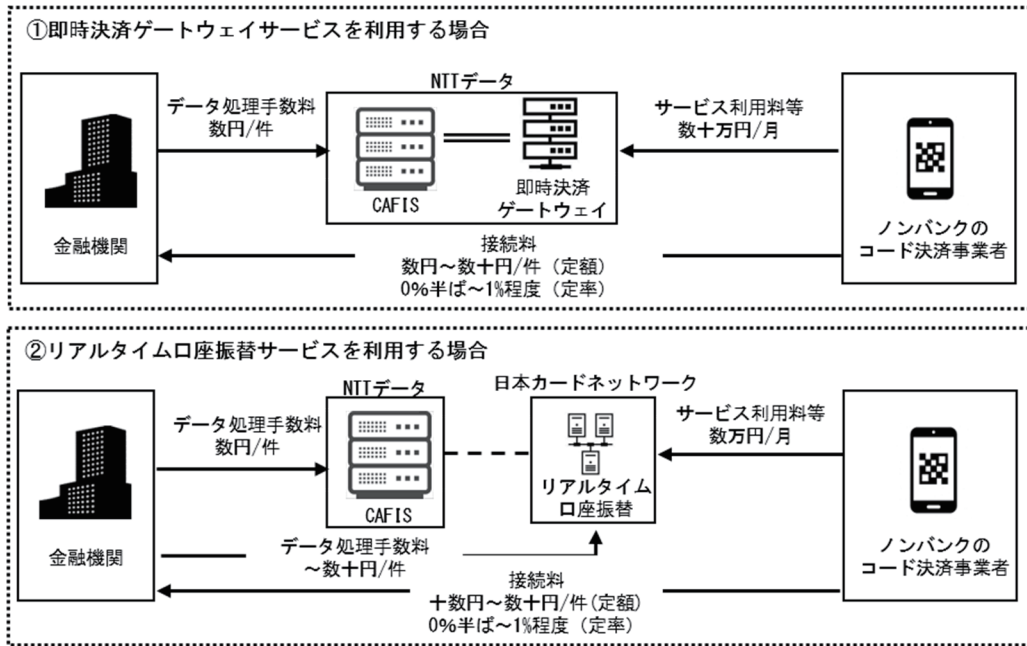 ①即時決済ゲートウェイサービスを利用する場合
NTTデータ
データ処理手数料
数円/件
サービス利用料等
数十万円/月
CAFIS
即時決済
ゲートウェイ
金融機関
ノンバンクの
コード決済事業者
接続料
数円～数十円/件（定額）
0%半ば～1%程度（定率）
②リアルタイム口座振替サービスを利用する場合
NTTデータ
日本カードネットワーク
データ処理手数料
数円/件
サービス利用料等
数万円/月
リアルタイム
口座振替
CAFIS
金融機関
ノンバンクの
コード決済事業者
データ処理手数料
～数十円/件
接続料
十数円～数十円/件(定額)
0%半ば～1%程度（定率）